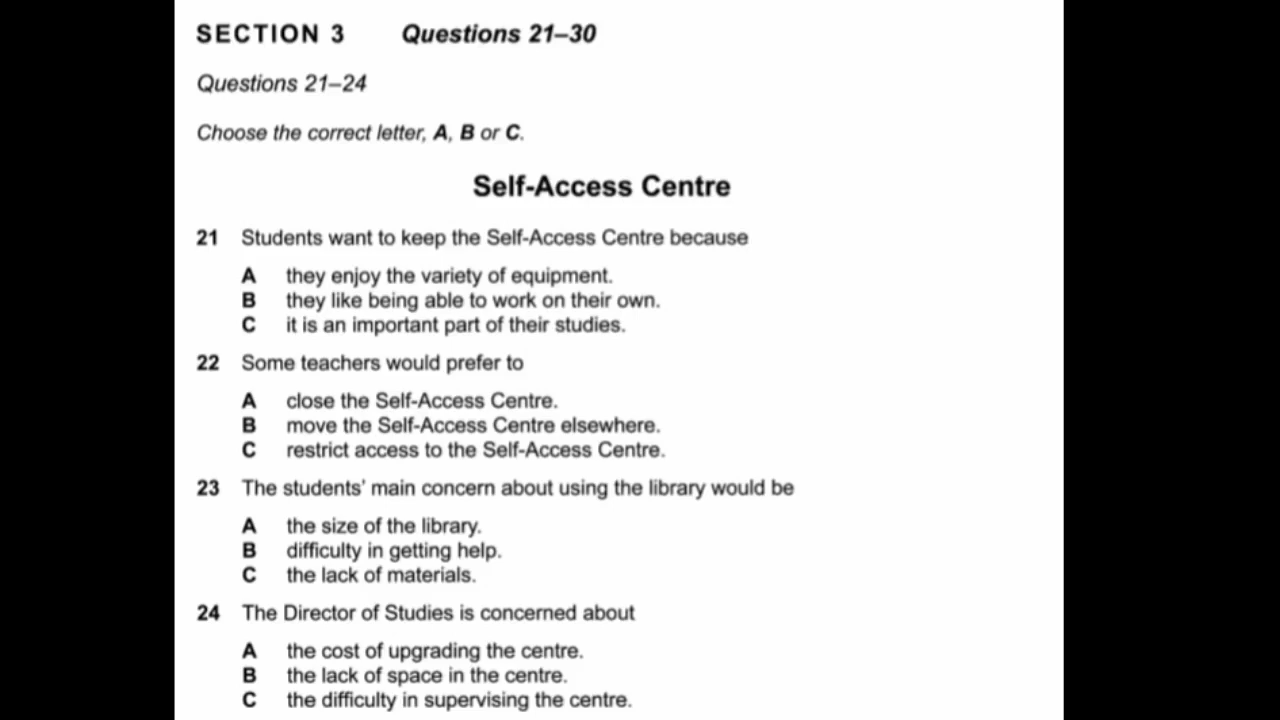 SECTION 3 Questions 21–30
Questions 21–24
Choose the correct letter, A, B or C.
Self-Access Centre
21 Students want to keep the Self-Access Centre because
A they enjoy the variety of equipment.
B they like being able to work on their own.
C it is an important part of their studies.
22 Some teachers would prefer to
A close the Self-Access Centre.
B move the Self-Access Centre elsewhere.
C restrict access to the Self-Access Centre.
23 The students' main concern about using the library would be
A the size of the library.
B difficulty in getting help.
C the lack of materials.
24 The Director of Studies is concerned about
A the cost of upgrading the centre.
B the lack of space in the centre.
C the difficulty in supervising the centre.